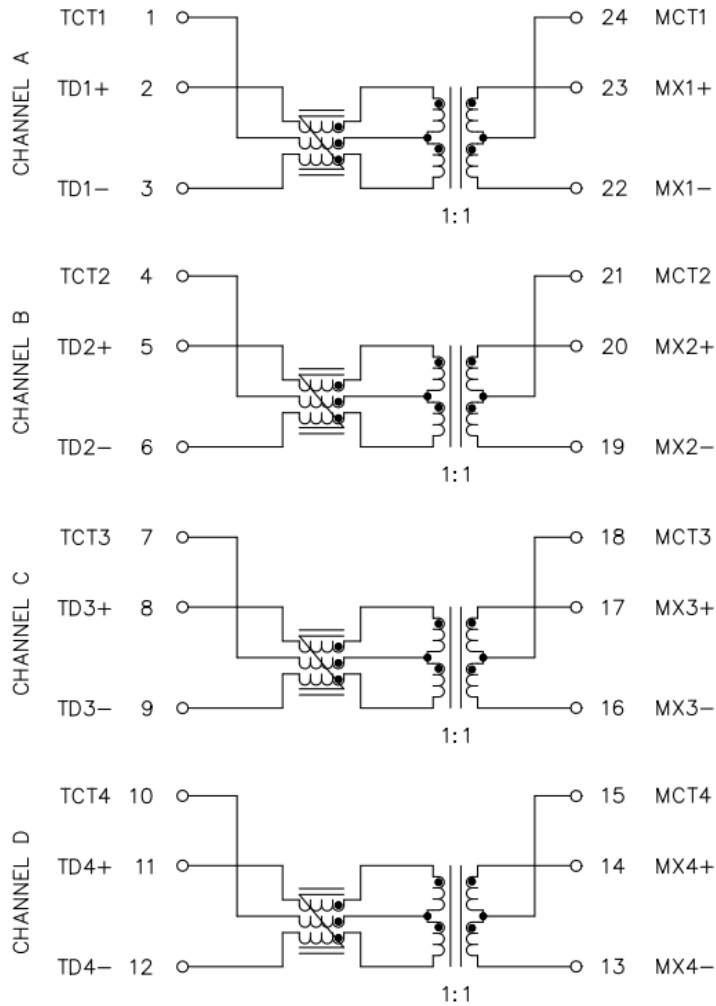 CHANNEL A
TCT1 1 24 MCT1
TD1+ 2 23 MX1+
TD1− 3 22 MX1−
1:1
CHANNEL B
TCT2 4 21 MCT2
TD2+ 5 20 MX2+
TD2− 6 19 MX2−
1:1
CHANNEL C
TCT3 7 18 MCT3
TD3+ 8 17 MX3+
TD3− 9 16 MX3−
1:1
CHANNEL D
TCT4 10 15 MCT4
TD4+ 11 14 MX4+
TD4− 12 13 MX4−
1:1